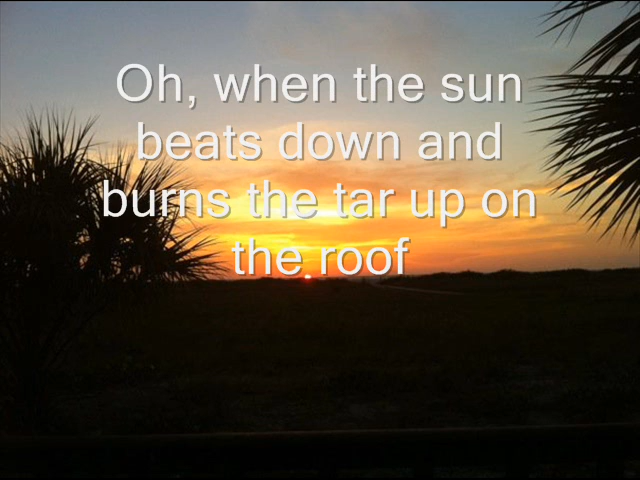 Oh, when the sun
beats down and
burns the tar up on
the roof